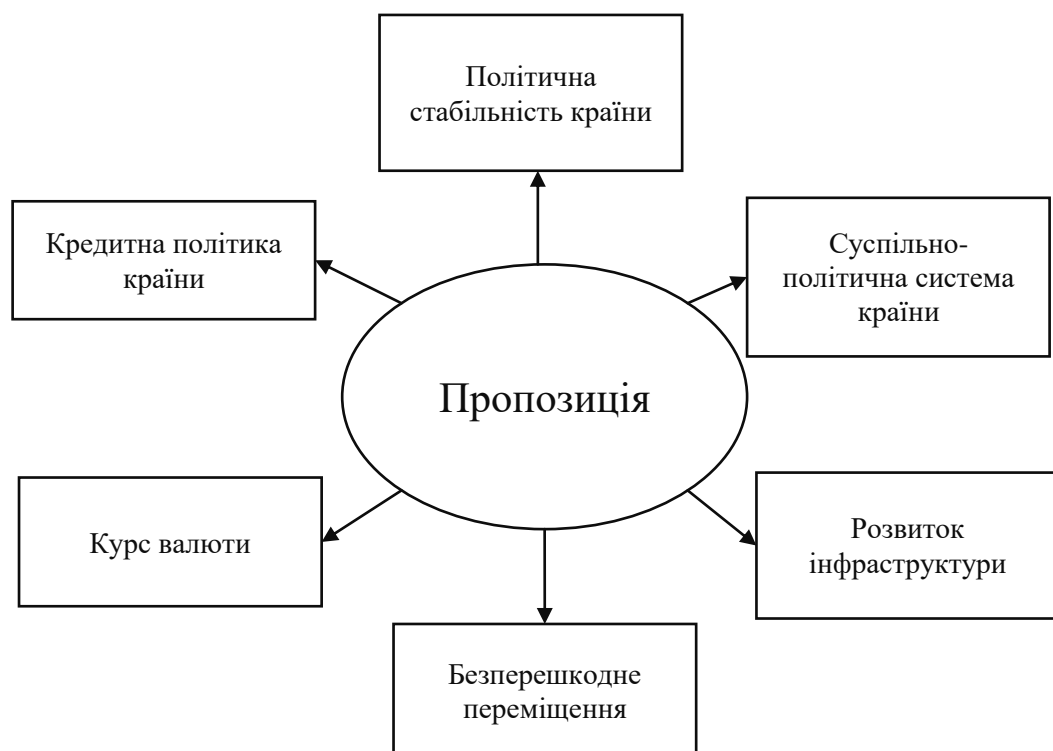 Політична
стабільність країни
Кредитна політика
країни
Суспільно-
політична система
країни
Пропозиція
Курс валюти
Розвиток
інфраструктури
Безперешкодне
переміщення